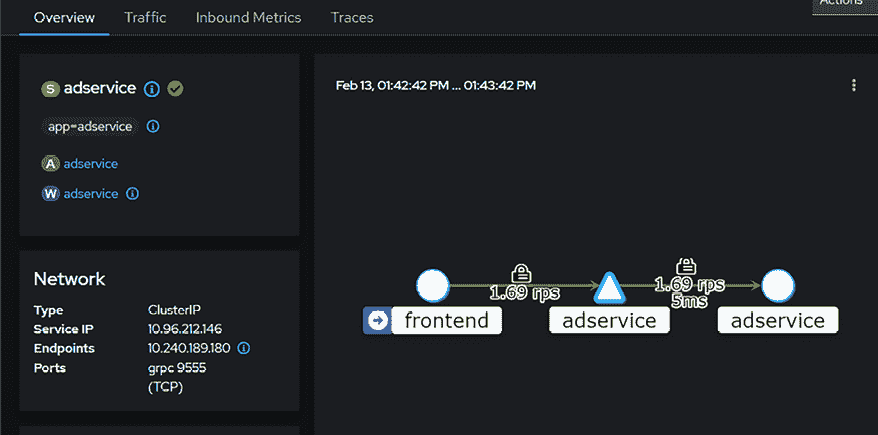 Actions
Overview Traffic Inbound Metrics Traces
S adservice
app=adservice
A adservice
W adservice
Network
Type ClusterIP
Service IP 10.96.212.146
Endpoints 10.240.189.180
Ports grpc 9555
(TCP)
Feb 13, 01:42:42 PM ... 01:43:42 PM
1.69 rps
1.69 rps
5ms
frontend
adservice
adservice